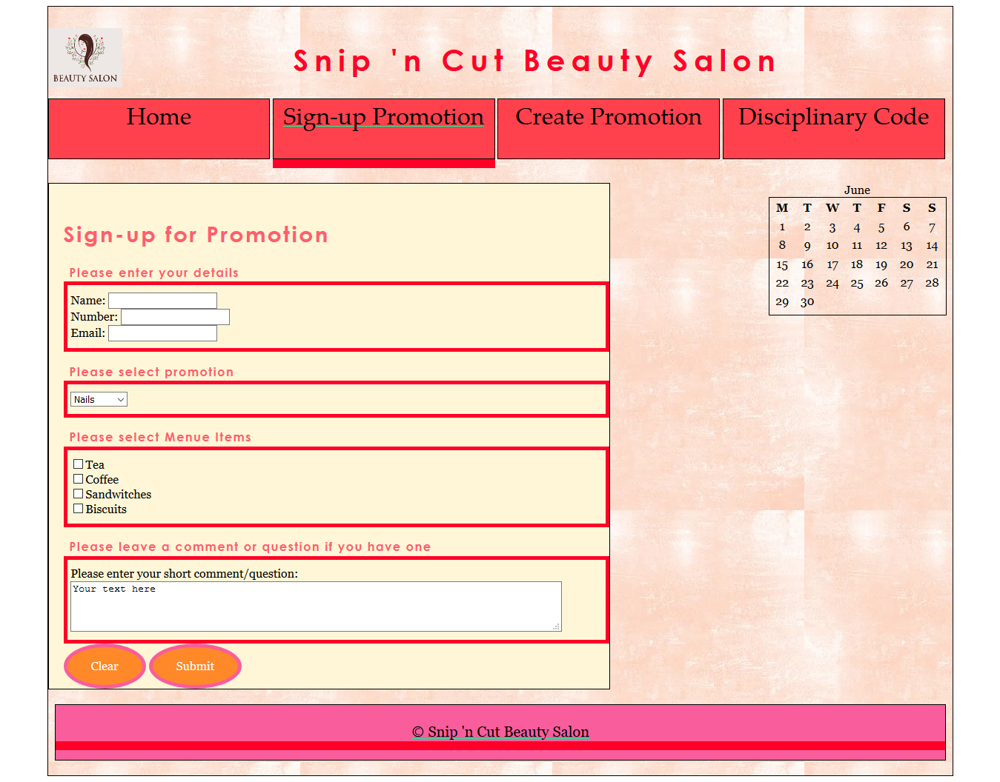 BEAUTY SALON
Snip 'n Cut Beauty Salon
Home Sign-up Promotion Create Promotion Disciplinary Code
June
M T W T F S S
1 2 3 4 5 6 7
8 9 10 11 12 13 14
15 16 17 18 19 20 21
22 23 24 25 26 27 28
29 30
Sign-up for Promotion
Please enter your details
Name:
Number:
Email:
Please select promotion
Nails
Please select Menue Items
Tea
Coffee
Sandwitches
Biscuits
Please leave a comment or question if you have one
Please enter your short comment/question:
Your text here
Clear Submit
© Snip 'n Cut Beauty Salon